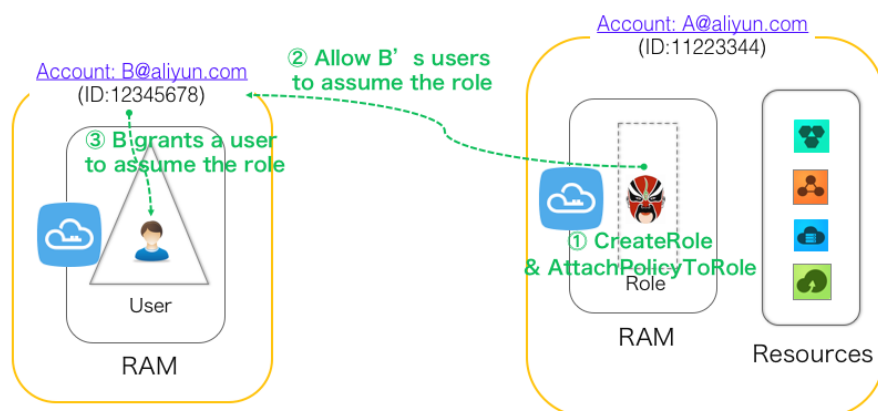 Account: B@aliyun.com
(ID:12345678)
③ B grants a user
to assume the role
User
RAM
② Allow B’s users
to assume the role
Account: A@aliyun.com
(ID:11223344)
① CreateRole
& AttachPolicyToRole
Role
RAM
Resources